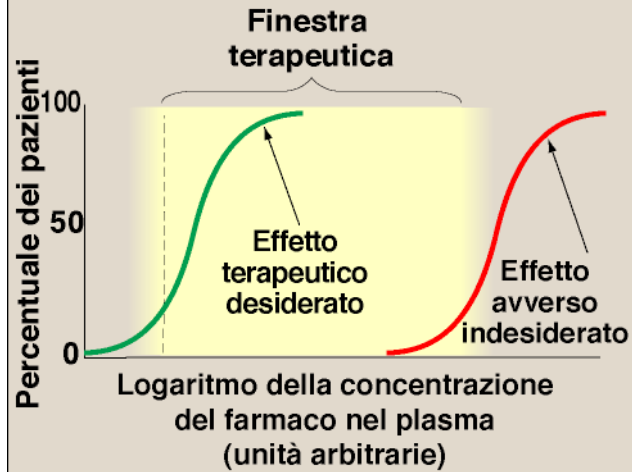 Finestra
terapeutica
Percentuale dei pazienti
100
50
0
Effetto
terapeutico
desiderato
Effetto
avverso
indesiderato
Logaritmo della concentrazione
del farmaco nel plasma
(unità arbitrarie)